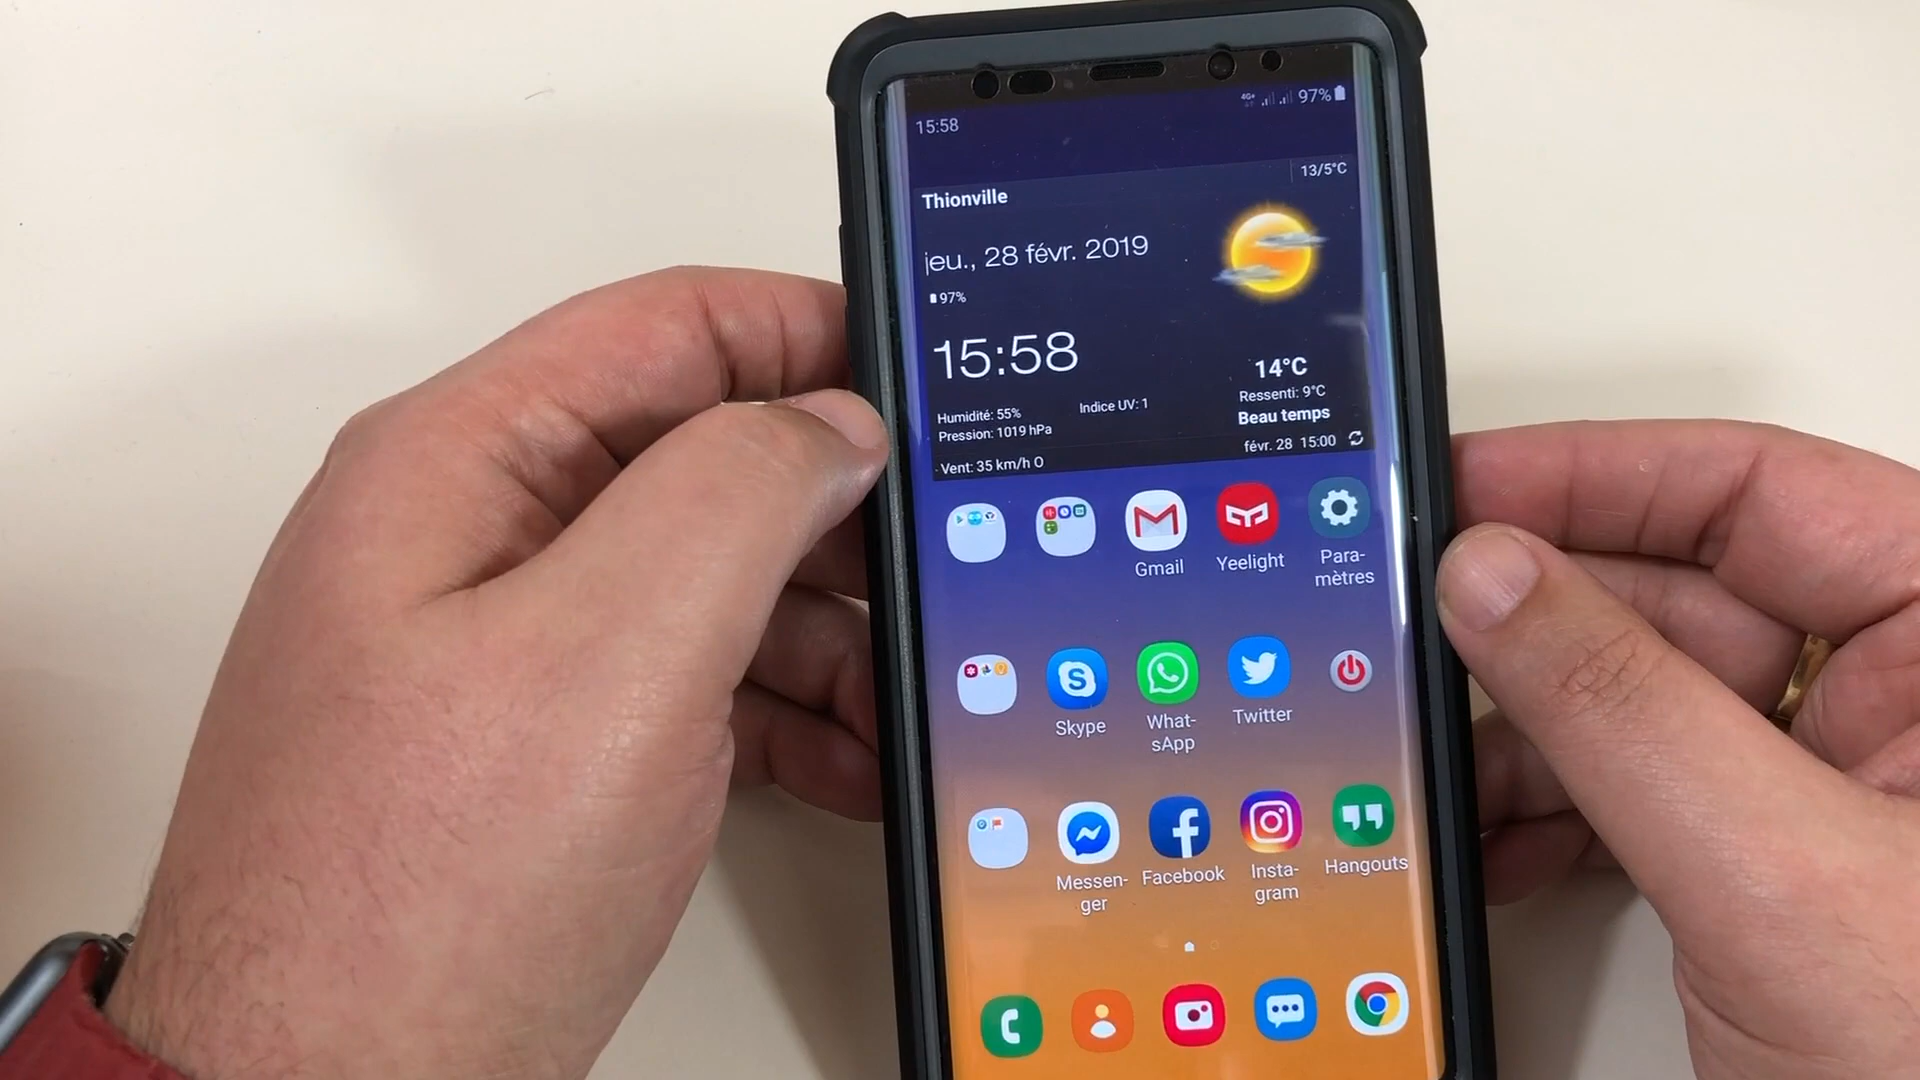 4G+ 97%
15:58
13/5°C
Thionville
jeu., 28 févr. 2019
97%
15:58
14°C
Ressenti: 9°C
Humidité: 55%
Indice UV: 1
Beau temps
Pression: 1019 hPa
févr. 28 15:00
Vent: 35 km/h O
Gmail
Yeelight
Para-
mètres
Skype
What-
sApp
Twitter
Messen-
ger
Facebook
Insta-
gram
Hangouts